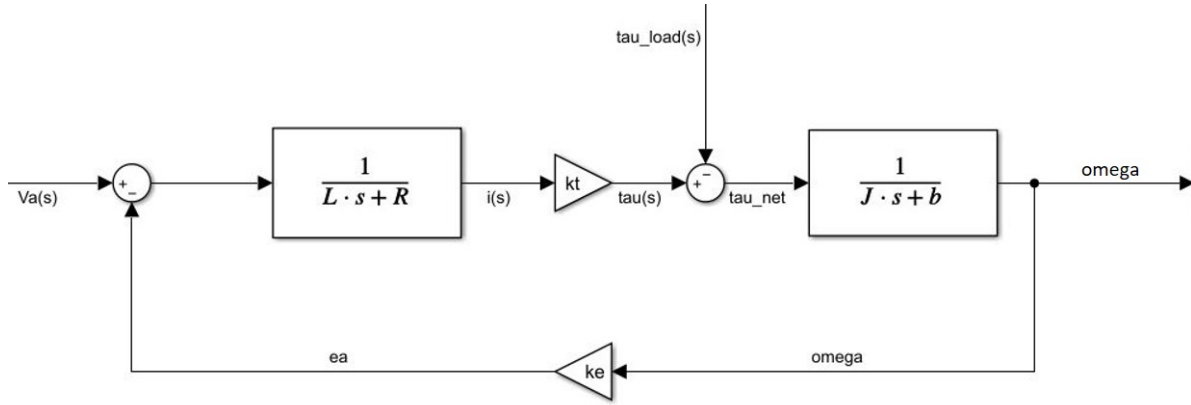 tau_load(s)
Va(s)
+
−
1
L · s + R
i(s)
kt
tau(s)
+
−
tau_net
1
J · s + b
omega
ea
ke
omega